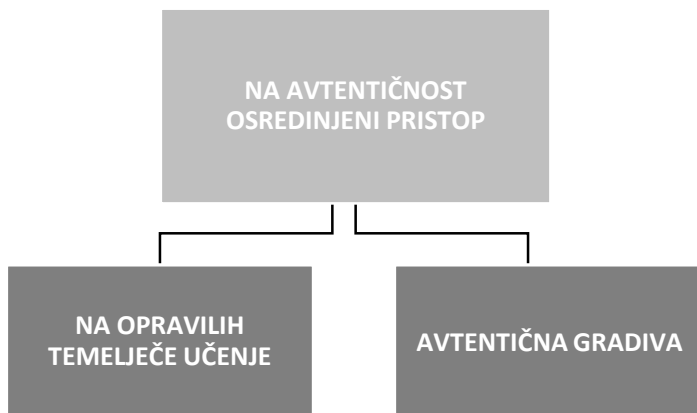 NA AVTENTIČNOST
OSREDINJENI PRISTOP
NA OPRAVILIH
TEMELJEČE UČENJE
AVTENTIČNA GRADIVA